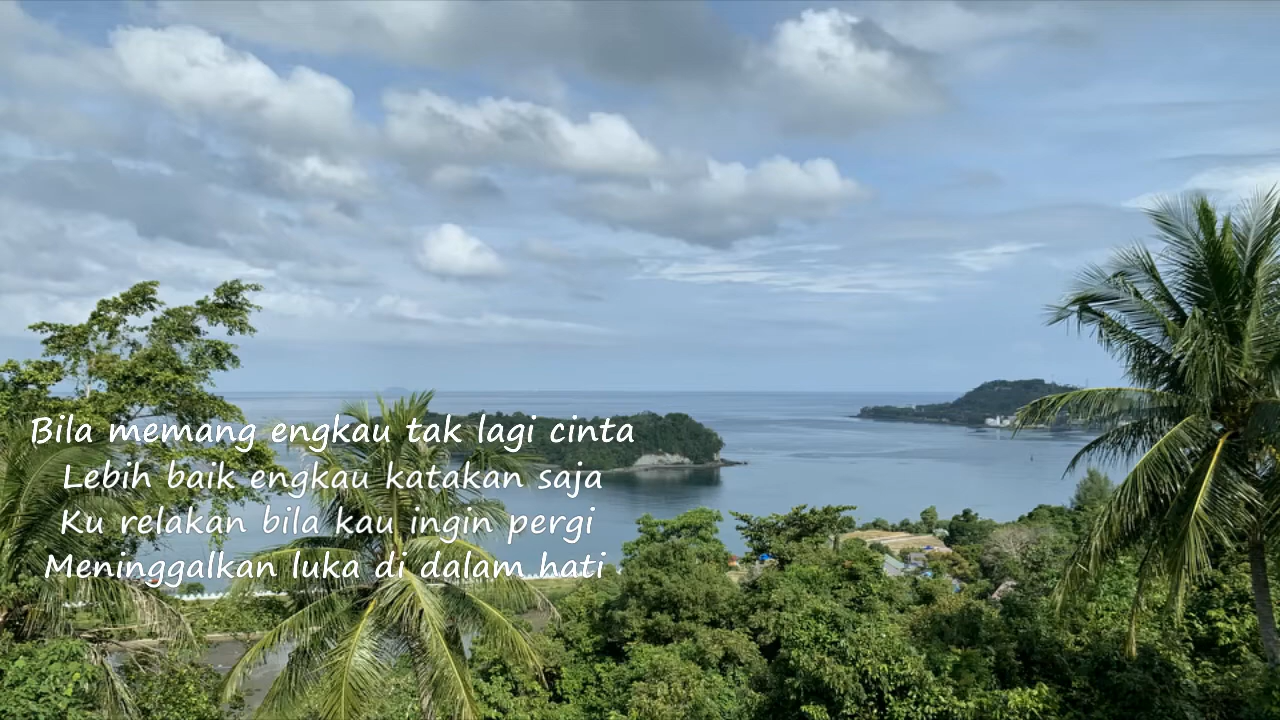 Bila memang engkau tak lagi cinta
Lebih baik engkau katakan saja
Ku relakan bila kau ingin pergi
Meninggalkan luka di dalam hati